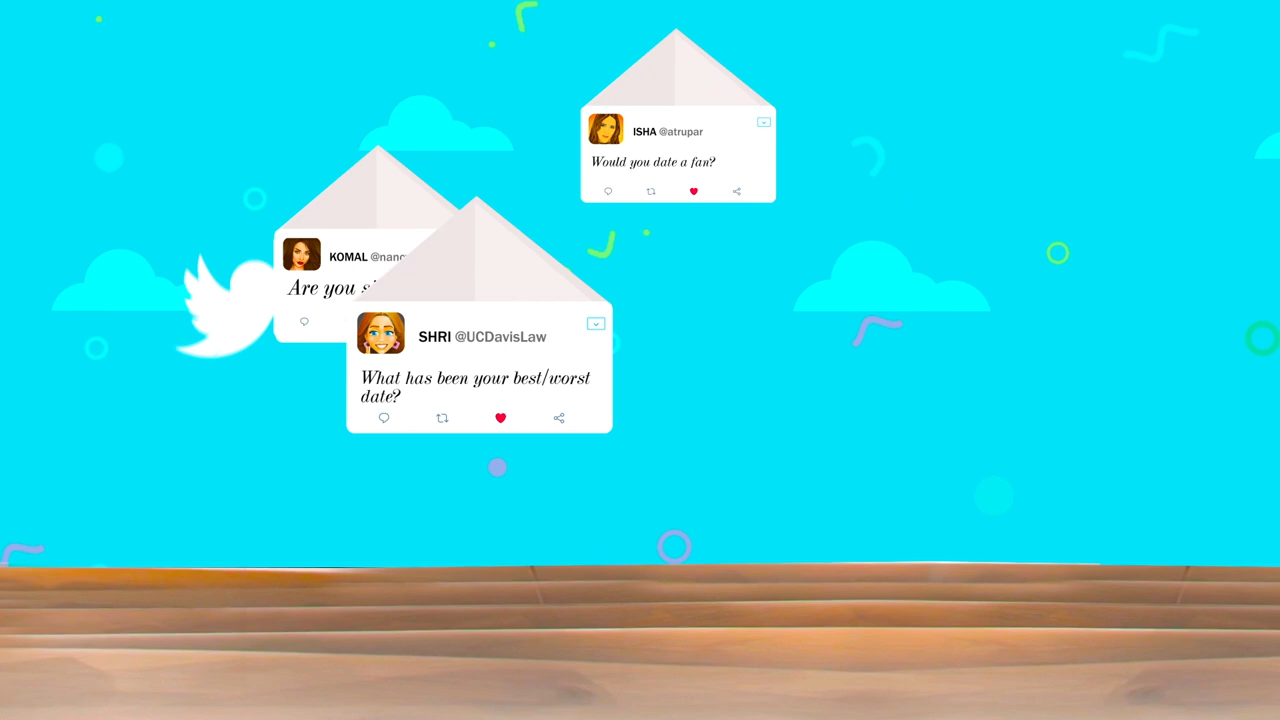 ISHA @atrupar
Would you date a fan?
KOMAL
Are you
SHRI @UCDavisLaw
What has been your best/worst
date?